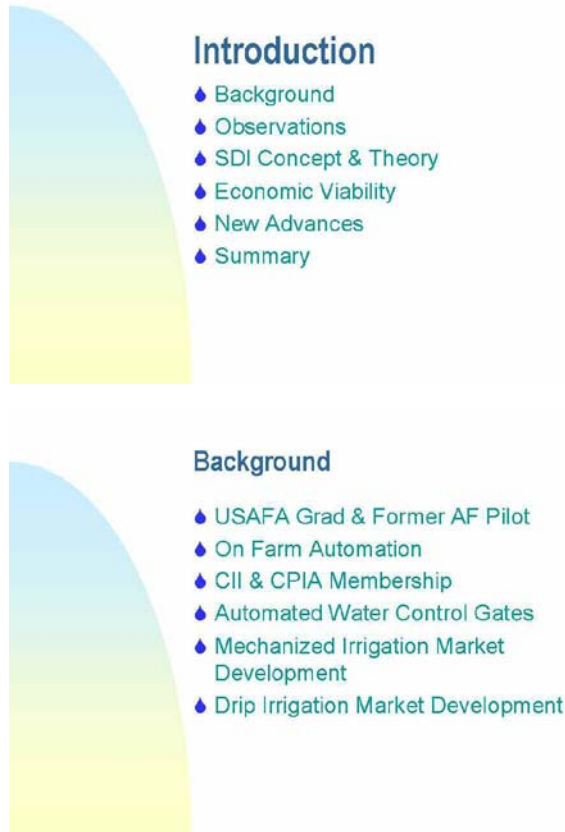 Introduction
Background
Observations
SDI Concept & Theory
Economic Viability
New Advances
Summary
Background
USAFA Grad & Former AF Pilot
On Farm Automation
CII & CPIA Membership
Automated Water Control Gates
Mechanized Irrigation Market
Development
Drip Irrigation Market Development